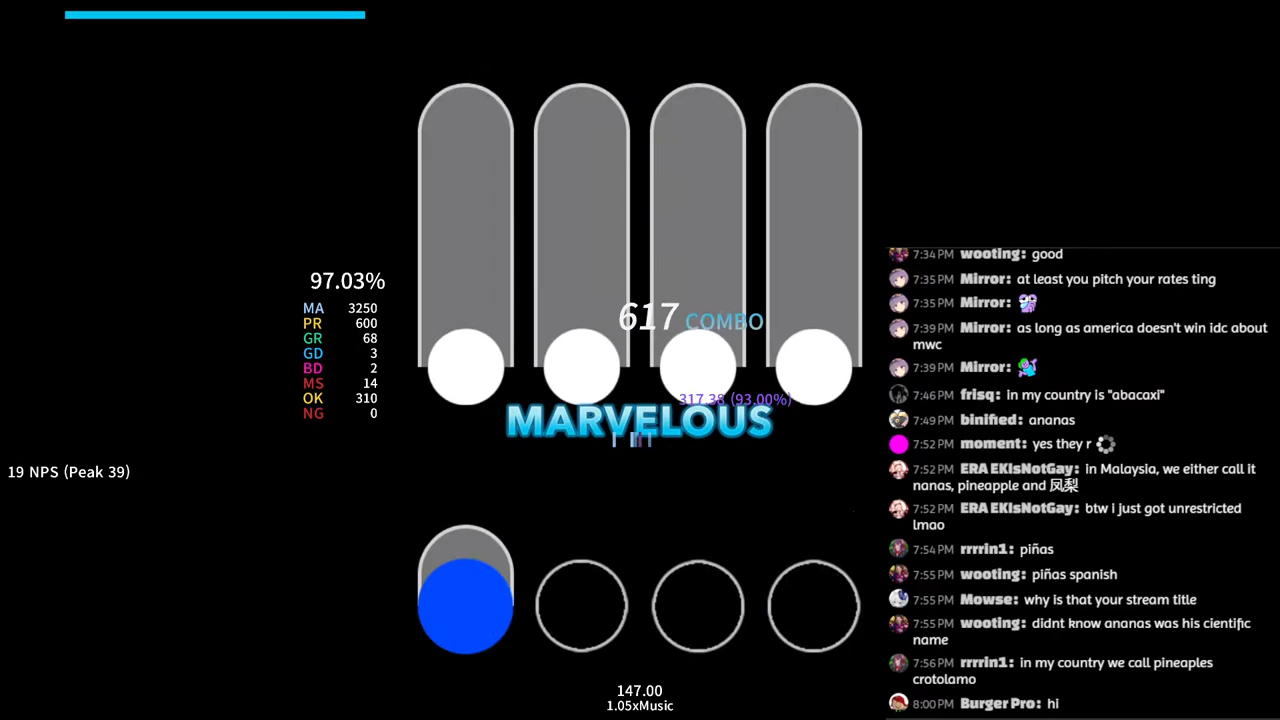 97.03%
MA 3250
PR 600
GR 68
GD 3
BD 2
MS 14
OK 310
NG 0
19 NPS (Peak 39)
617 COMBO
317.38 (93.00%)
MARVELOUS
147.00
1.05xMusic
7:34 PM wooting: good
7:35 PM Mirror: at least you pitch your rates ting
7:35 PM Mirror:
7:39 PM Mirror: as long as america doesn't win idc about
mwc
7:39 PM Mirror:
7:46 PM frisq: in my country is "abacaxi"
7:49 PM binified: ananas
7:52 PM moment: yes they r
7:52 PM ERA EKIsNotGay: in Malaysia, we either call it
nanas, pineapple and 凤梨
7:52 PM ERA EKIsNotGay: btw i just got unrestricted
lmao
7:54 PM rrrrin1: piñas
7:55 PM wooting: piñas spanish
7:55 PM Mowse: why is that your stream title
7:55 PM wooting: didnt know ananas was his cientific
name
7:56 PM rrrrin1: in my country we call pineaples
crotolamo
8:00 PM Burger Pro: hi